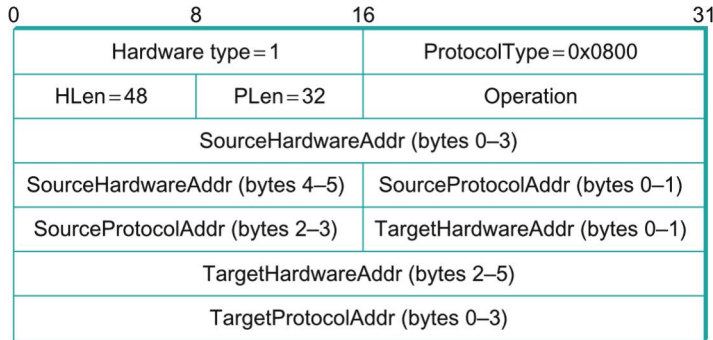 0 8 16 31
Hardware type=1 ProtocolType=0x0800
HLen=48 PLen=32 Operation
SourceHardwareAddr (bytes 0–3)
SourceHardwareAddr (bytes 4–5) SourceProtocolAddr (bytes 0–1)
SourceProtocolAddr (bytes 2–3) TargetHardwareAddr (bytes 0–1)
TargetHardwareAddr (bytes 2–5)
TargetProtocolAddr (bytes 0–3)